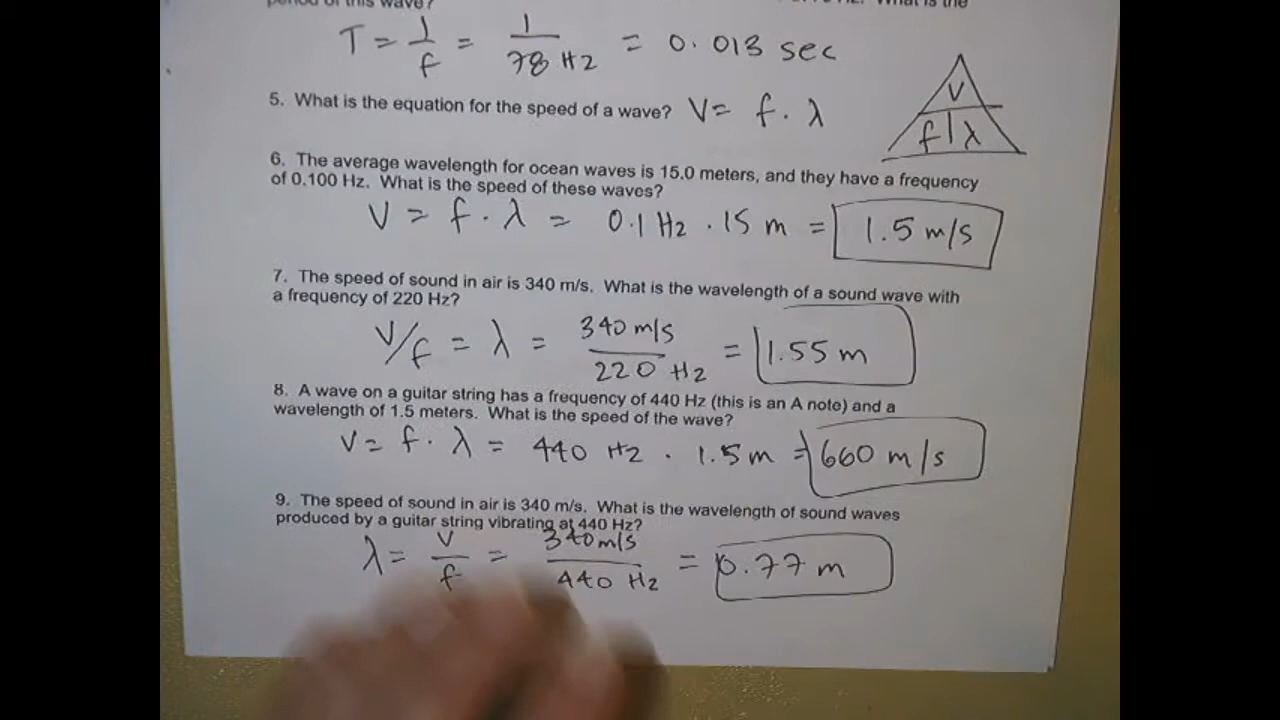 period of this wave? What is the
T = 1/f = 1/78 Hz = 0.013 sec
5. What is the equation for the speed of a wave? V = f · λ
V
f | λ
6. The average wavelength for ocean waves is 15.0 meters, and they have a frequency
of 0.100 Hz. What is the speed of these waves?
V = f · λ = 0.1 Hz · 15 m = 1.5 m/s
7. The speed of sound in air is 340 m/s. What is the wavelength of a sound wave with
a frequency of 220 Hz?
V/f = λ = 340 m/s / 220 Hz = 1.55 m
8. A wave on a guitar string has a frequency of 440 Hz (this is an A note) and a
wavelength of 1.5 meters. What is the speed of the wave?
V = f · λ = 440 Hz · 1.5 m = 660 m/s
9. The speed of sound in air is 340 m/s. What is the wavelength of sound waves
produced by a guitar string vibrating at 440 Hz?
λ = V/f = 340 m/s / 440 Hz = 0.77 m